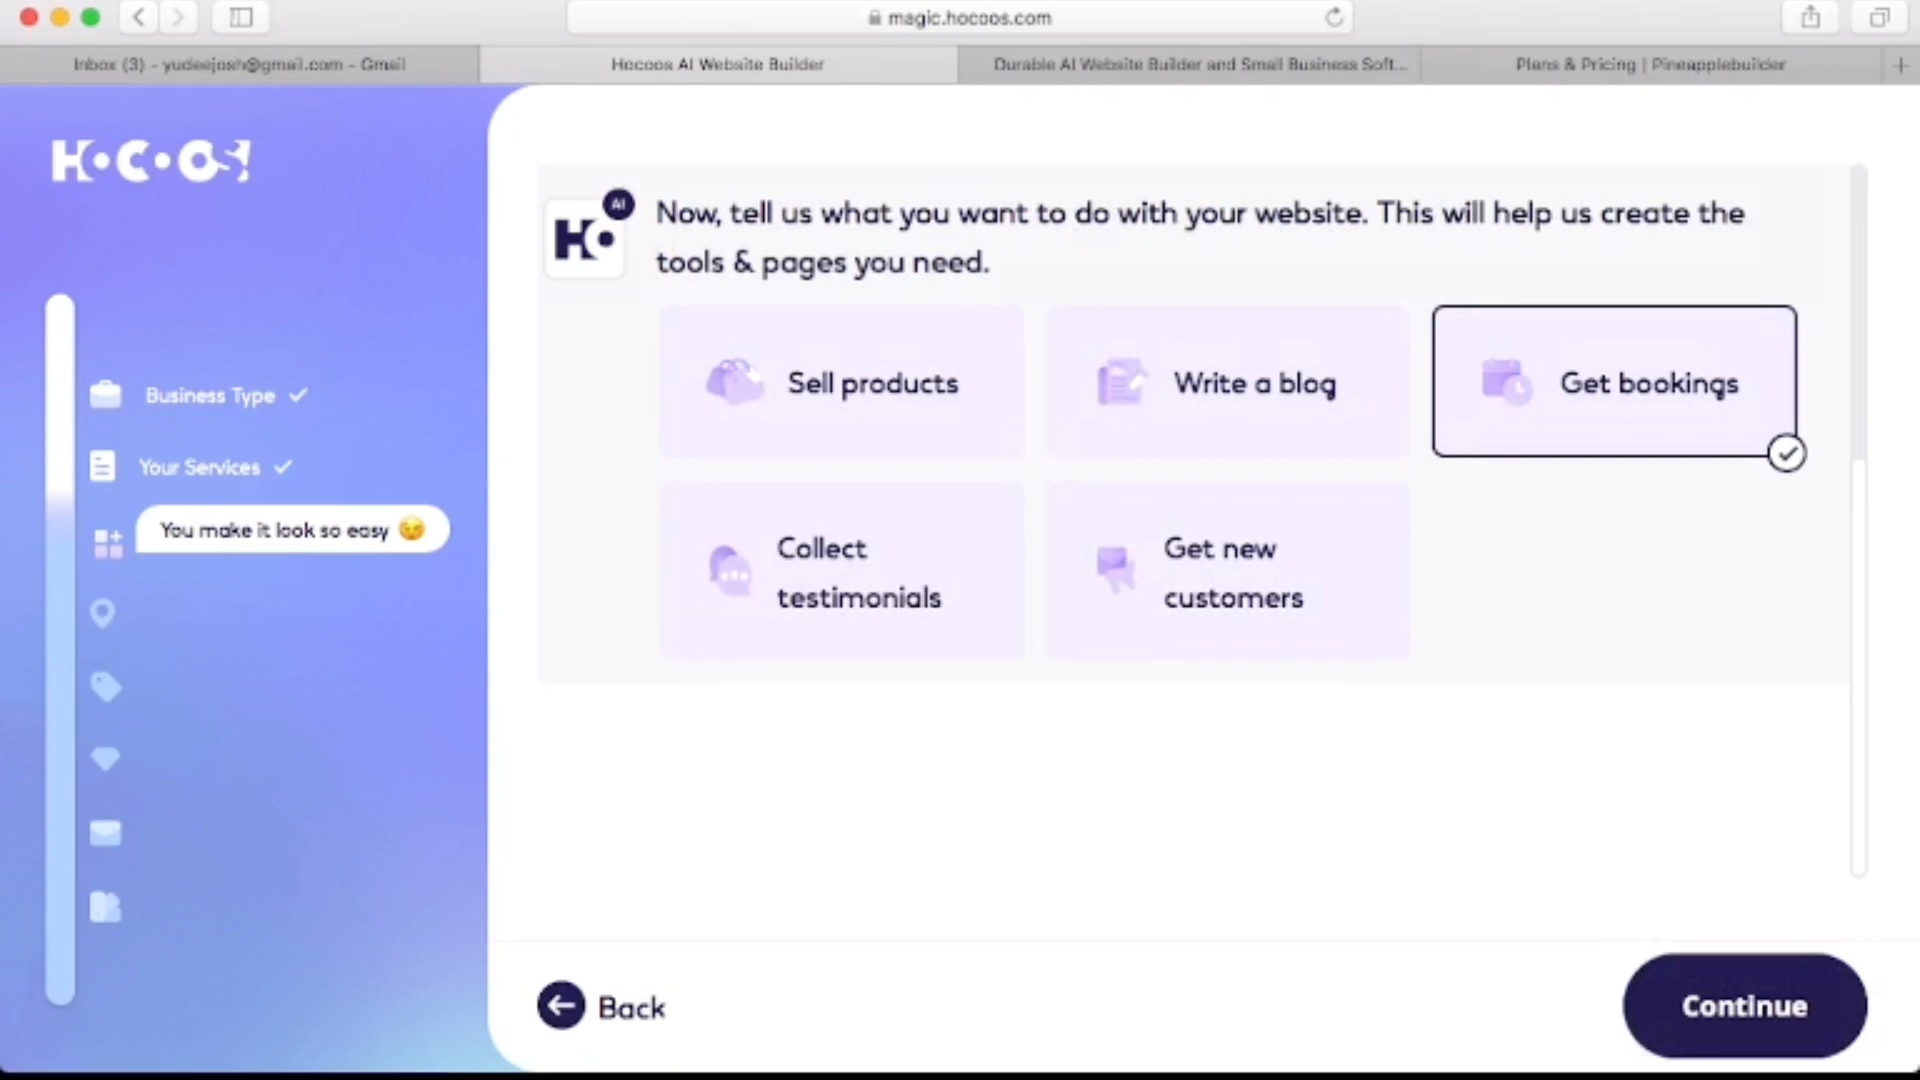 magic.hocoos.com
Inbox (3) - yudeejosh@gmail.com - Gmail
Hocoos AI Website Builder
Durable AI Website Builder and Small Business Soft...
Plans & Pricing | Pineapplebuilder
HOCOOS!
AI
HO
Now, tell us what you want to do with your website. This will help us create the
tools & pages you need.
Sell products
Write a blog
Get bookings
Collect
testimonials
Get new
customers
Business Type
Your Services
You make it look so easy 😉
Back
Continue